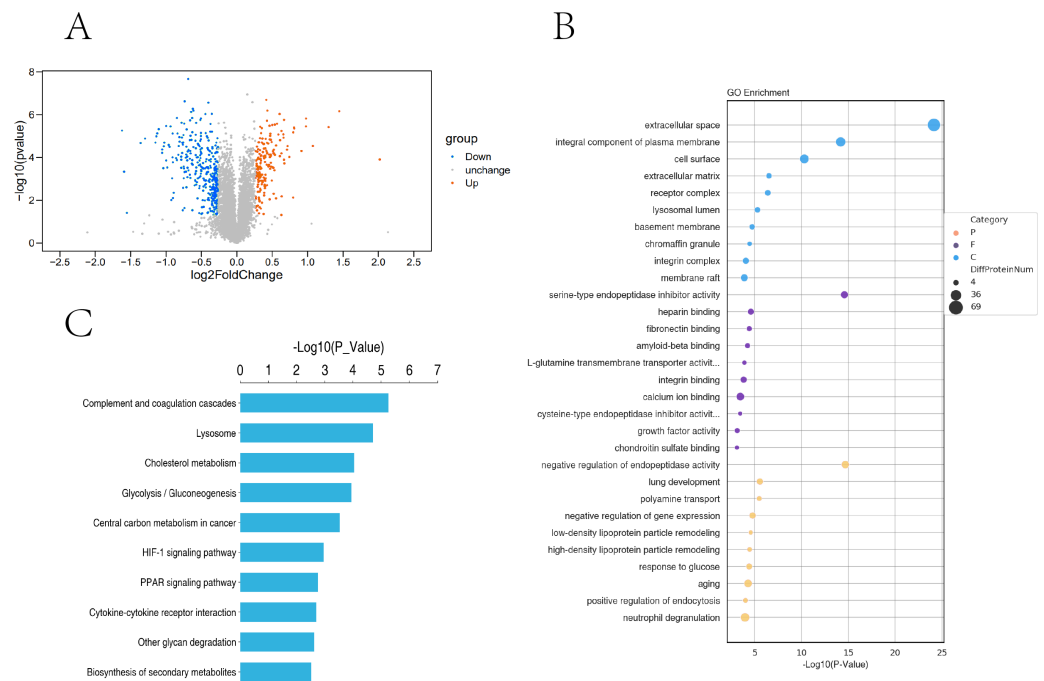 A
8
6
4
2
0
−log10(pvalue)
-2.5 -2.0 -1.5 -1.0 -0.5 0.0 0.5 1.0 1.5 2.0 2.5
log2FoldChange
group
Down
unchange
Up
B
GO Enrichment
extracellular space
integral component of plasma membrane
cell surface
extracellular matrix
receptor complex
lysosomal lumen
basement membrane
chromaffin granule
integrin complex
membrane raft
serine-type endopeptidase inhibitor activity
heparin binding
fibronectin binding
amyloid-beta binding
L-glutamine transmembrane transporter activit...
integrin binding
calcium ion binding
cysteine-type endopeptidase inhibitor activit...
growth factor activity
chondroitin sulfate binding
negative regulation of endopeptidase activity
lung development
polyamine transport
negative regulation of gene expression
low-density lipoprotein particle remodeling
high-density lipoprotein particle remodeling
response to glucose
aging
positive regulation of endocytosis
neutrophil degranulation
5 10 15 20 25
-Log10(P-Value)
Category
P
F
C
DiffProteinNum
4
36
69
C
-Log10(P_Value)
0 1 2 3 4 5 6 7
Complement and coagulation cascades
Lysosome
Cholesterol metabolism
Glycolysis / Gluconeogenesis
Central carbon metabolism in cancer
HIF-1 signaling pathway
PPAR signaling pathway
Cytokine-cytokine receptor interaction
Other glycan degradation
Biosynthesis of secondary metabolites